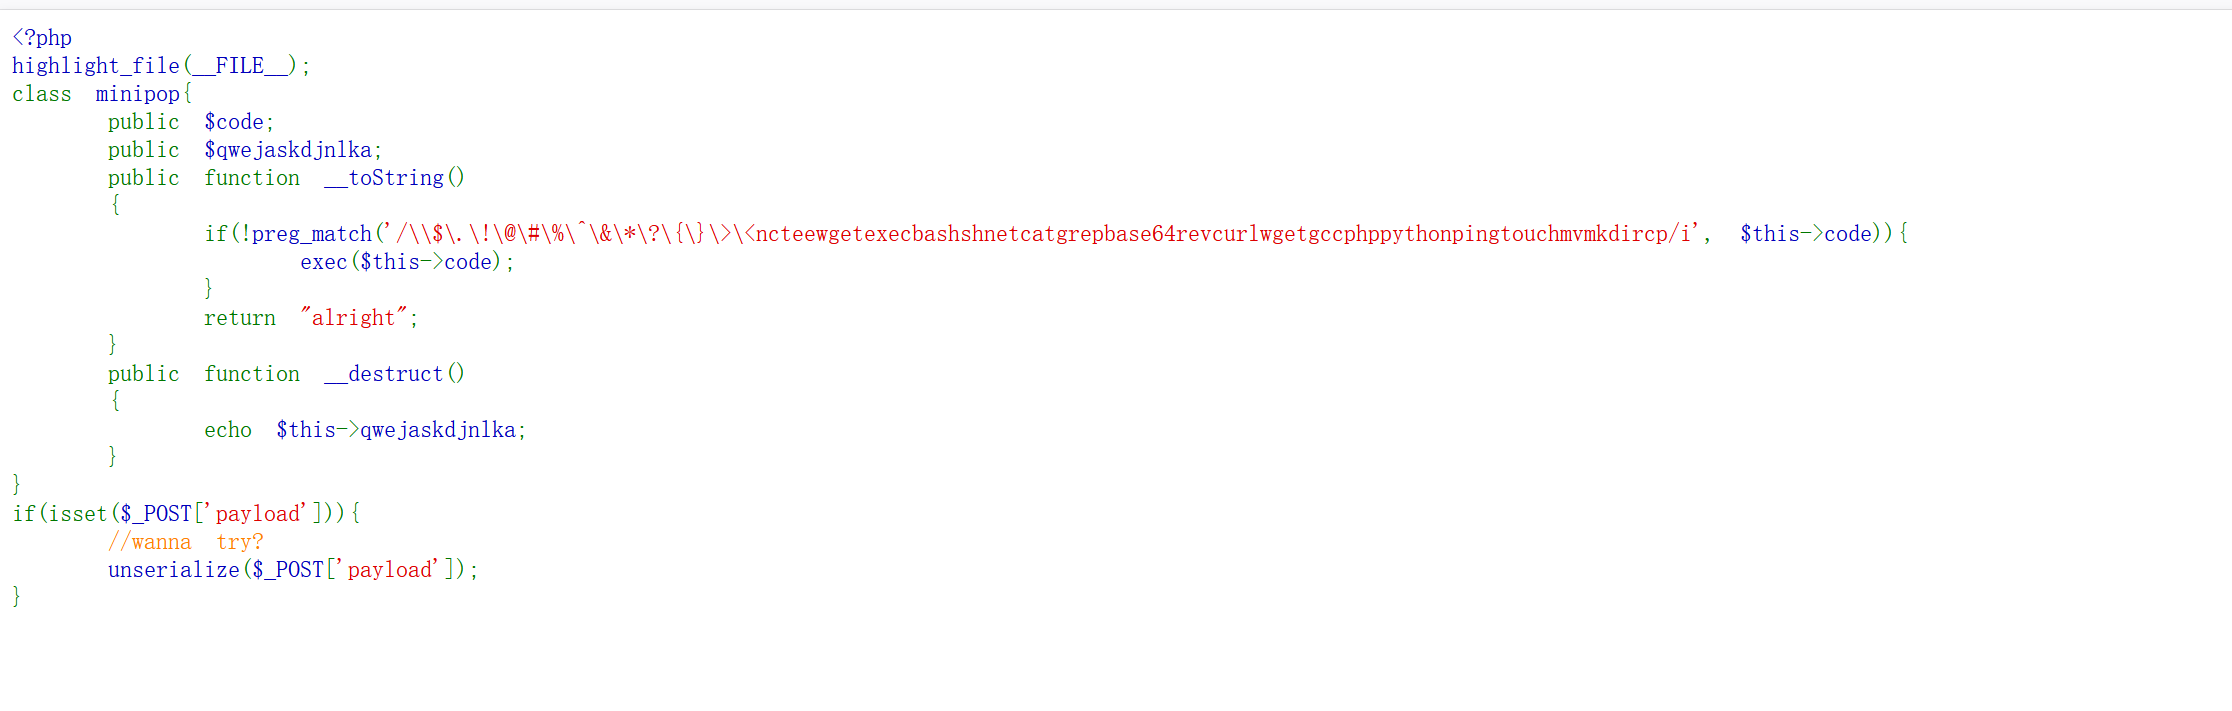 <?php
highlight_file(__FILE__);
class minipop{
public $code;
public $qwejaskdjnlka;
public function __toString()
{
if(!preg_match('/\\$\.\!\@\#\%\^\&\*\?\{\}\>\<ncteewgetexecbashshnetcatgrepbase64revcurlwgetgccphppythonpingtouchmvmkdircp/i', $this->code)){
exec($this->code);
}
return "alright";
}
public function __destruct()
{
echo $this->qwejaskdjnlka;
}
}
if(isset($_POST['payload'])){
//wanna try?
unserialize($_POST['payload']);
}